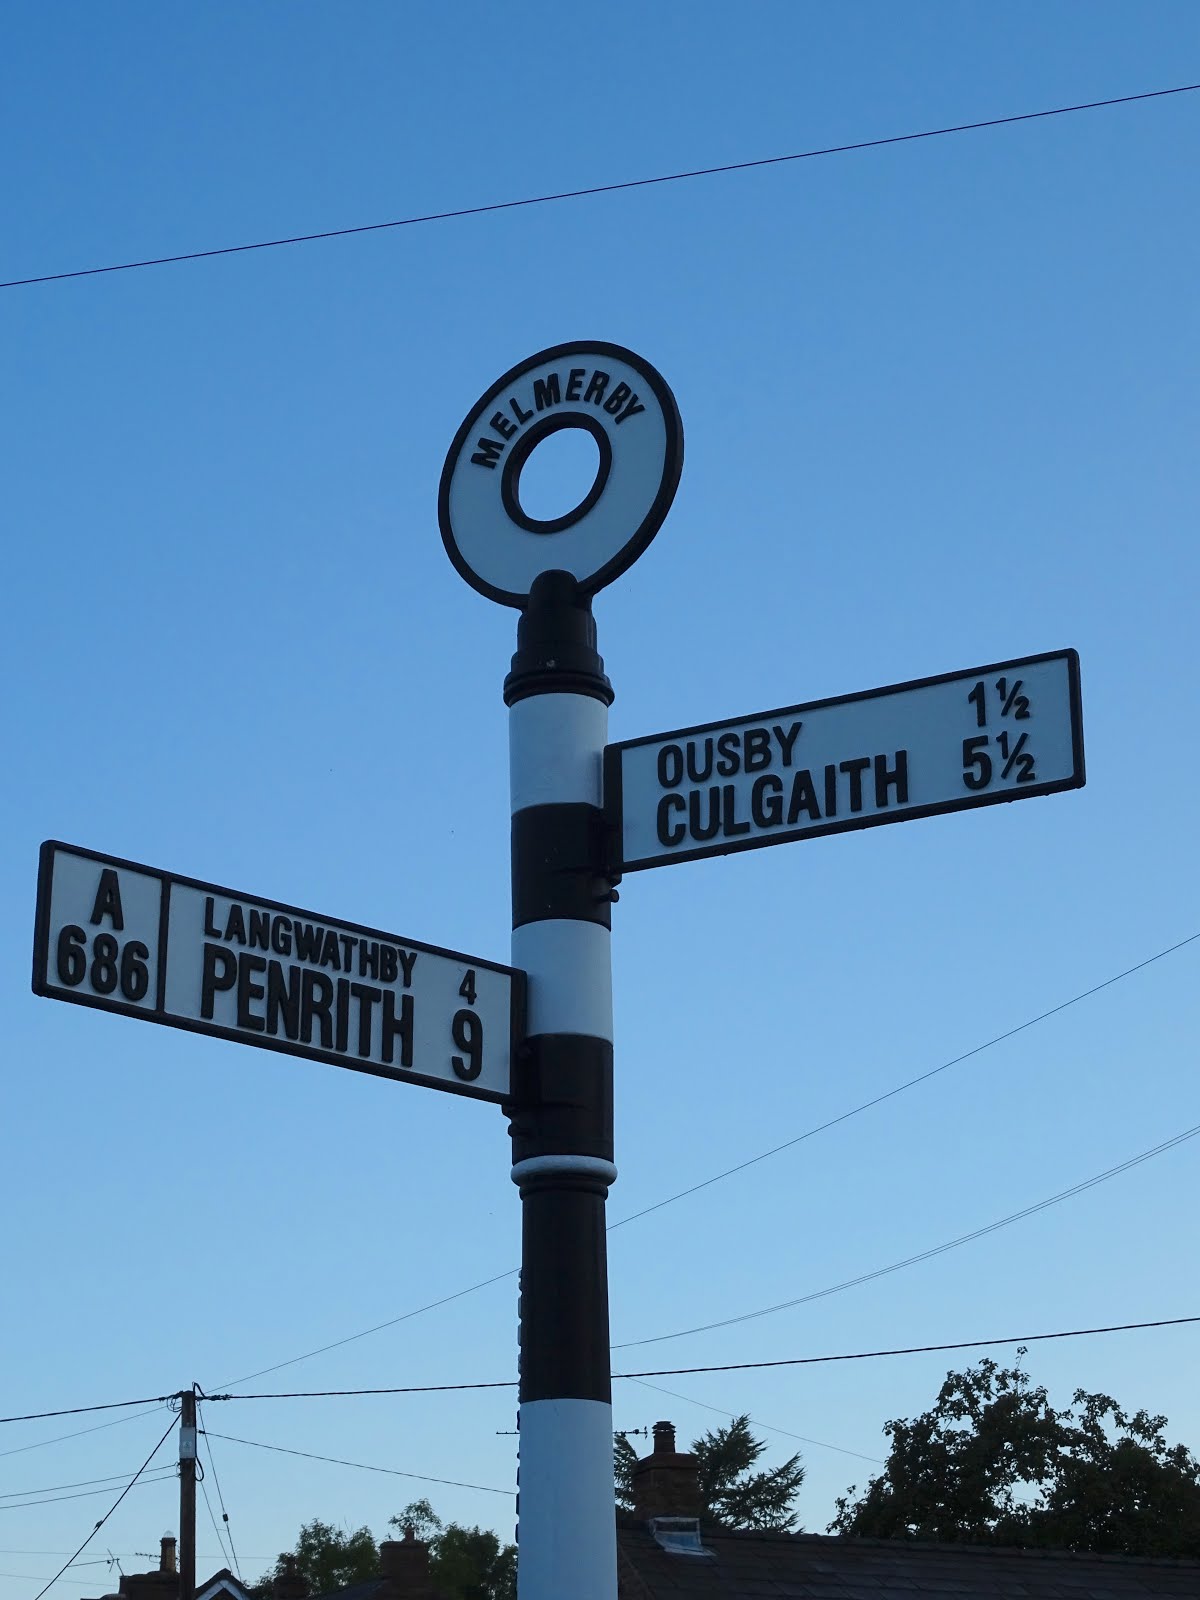 MELMERBY
OUSBY 1½
CULGAITH 5½
A
686
LANGWATHBY 4
PENRITH 9